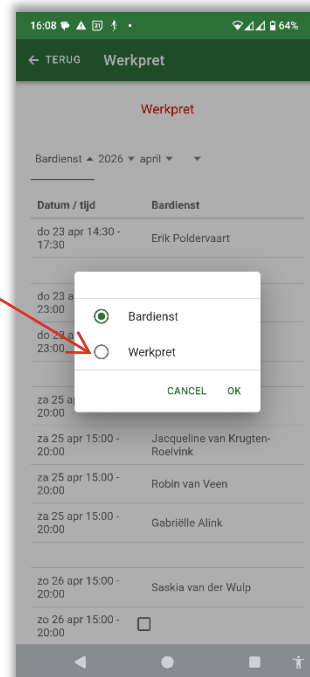 16:08 31 64%
← TERUG Werkpret
Werkpret
Bardienst 2026 april
Datum / tijd Bardienst
do 23 apr 14:30 - Erik Poldervaart
17:30
do 23 a
23:00
Bardienst
do 23 a
23:00
Werkpret
CANCEL OK
za 25 a
20:00
za 25 apr 15:00 - Jacqueline van Krugten-
20:00 Roelvink
za 25 apr 15:00 - Robin van Veen
20:00
za 25 apr 15:00 - Gabriëlle Alink
20:00
zo 26 apr 15:00 - Saskia van der Wulp
20:00
zo 26 apr 15:00 -
20:00